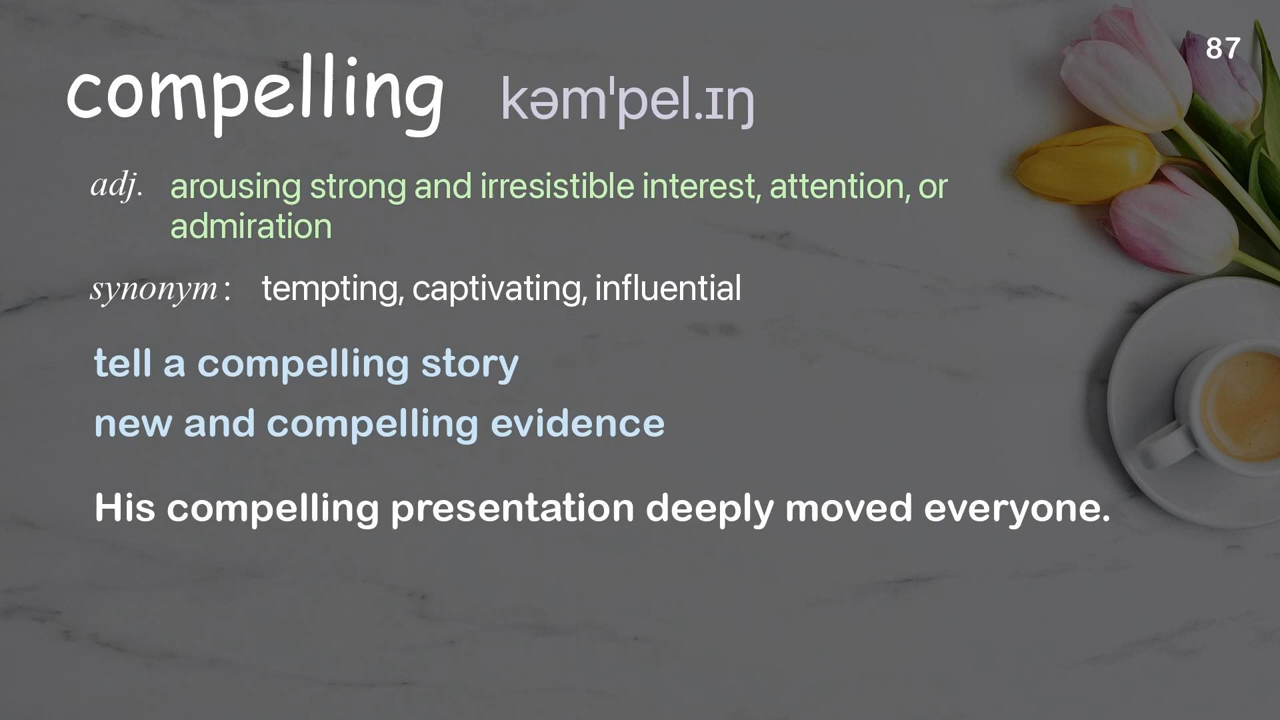 87
compelling kəmˈpel.ɪŋ
adj. arousing strong and irresistible interest, attention, or
admiration
synonym: tempting, captivating, influential
tell a compelling story
new and compelling evidence
His compelling presentation deeply moved everyone.